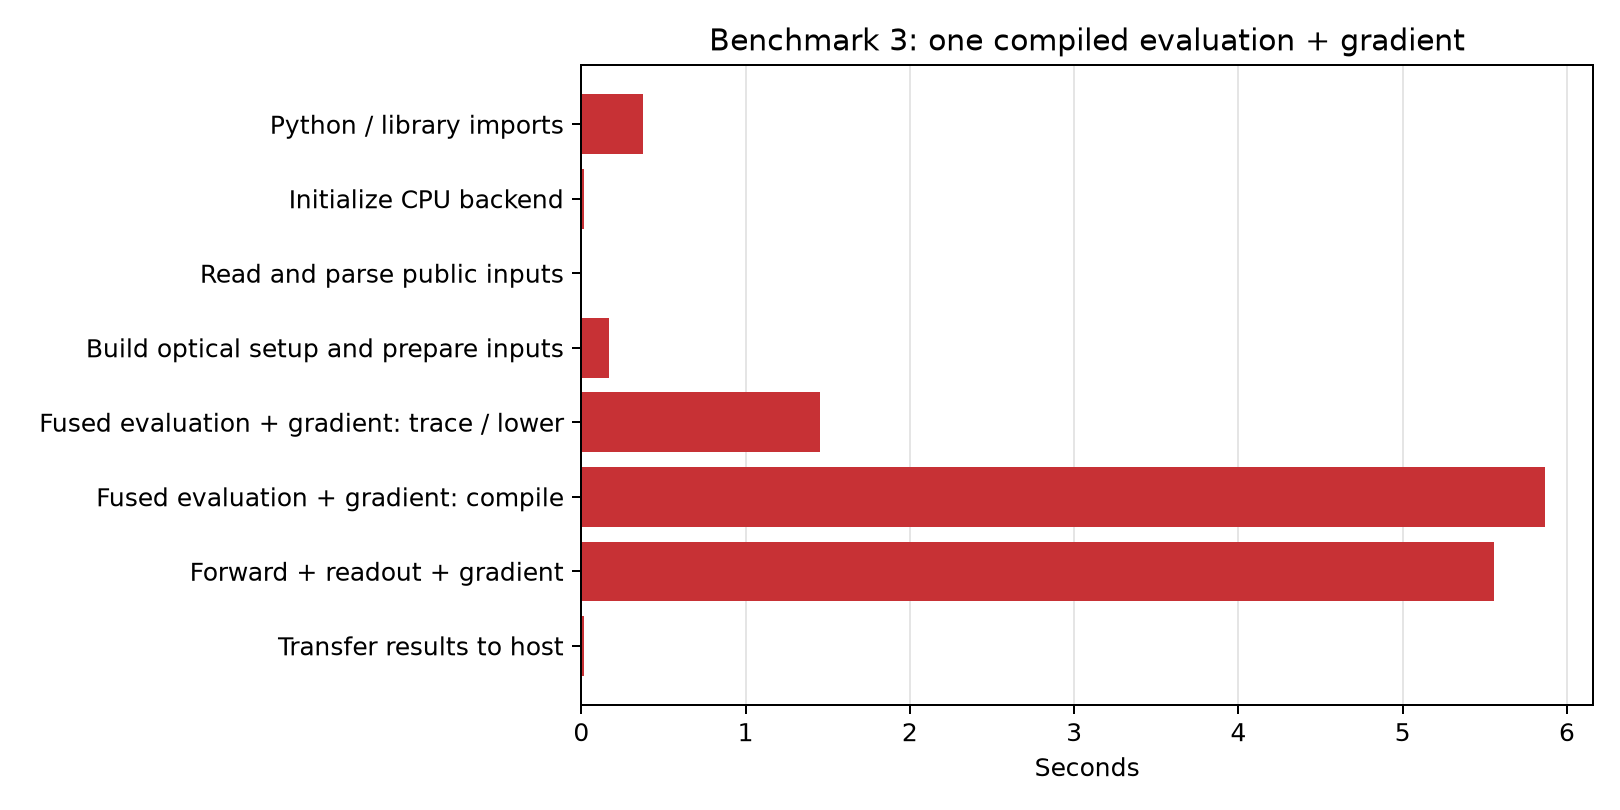 Benchmark 3: one compiled evaluation + gradient
Python / library imports
Initialize CPU backend
Read and parse public inputs
Build optical setup and prepare inputs
Fused evaluation + gradient: trace / lower
Fused evaluation + gradient: compile
Forward + readout + gradient
Transfer results to host
0 1 2 3 4 5 6
Seconds